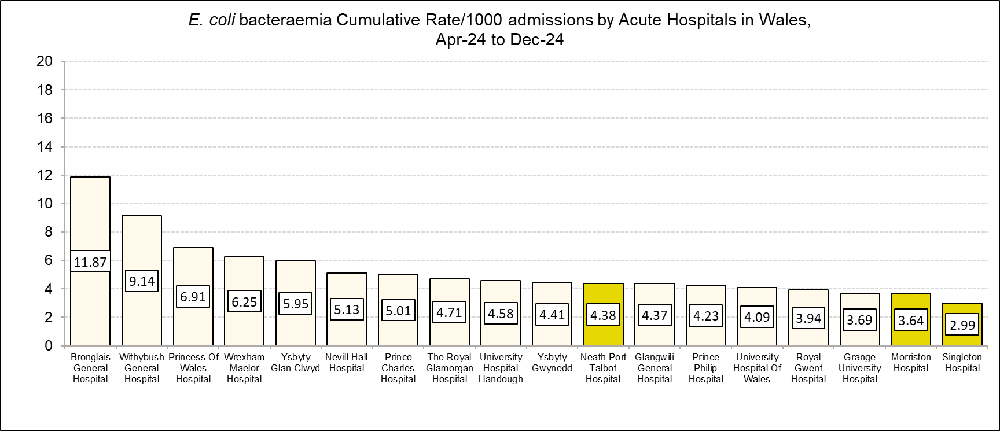 E. coli bacteraemia Cumulative Rate/1000 admissions by Acute Hospitals in Wales,
Apr-24 to Dec-24
20
18
16
14
12
10
8
6
4
2
0
11.87
9.14
6.91
6.25
5.95
5.13
5.01
4.71
4.58
4.41
4.38
4.37
4.23
4.09
3.94
3.69
3.64
2.99
Bronglais
General
Hospital
Withybush
General
Hospital
Princess Of
Wales
Hospital
Wrexham
Maelor
Hospital
Ysbyty
Glan Clwyd
Nevill Hall
Hospital
Prince
Charles
Hospital
The Royal
Glamorgan
Hospital
University
Hospital
Llandough
Ysbyty
Gwynedd
Neath Port
Talbot
Hospital
Glangwili
General
Hospital
Prince
Philip
Hospital
University
Hospital Of
Wales
Royal
Gwent
Hospital
Grange
University
Hospital
Morriston
Hospital
Singleton
Hospital